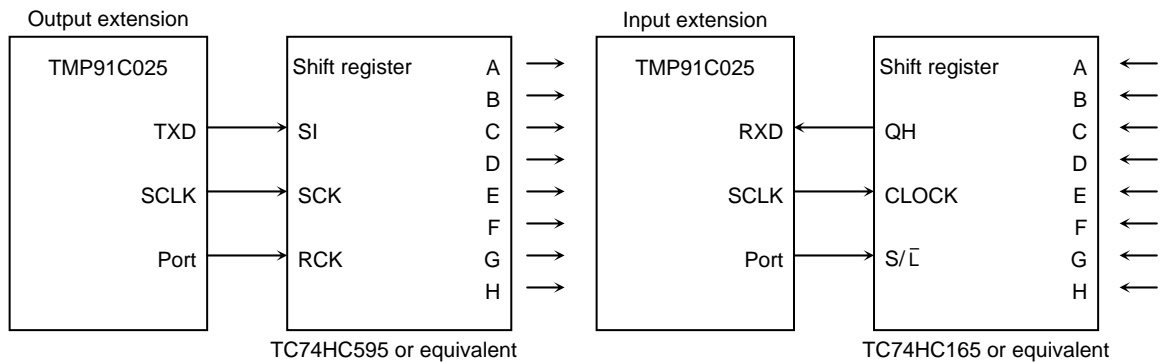 Output extension
TMP91C025
TXD
SCLK
Port
Shift register
SI
SCK
RCK
A
B
C
D
E
F
G
H
TC74HC595 or equivalent
Input extension
TMP91C025
RXD
SCLK
Port
Shift register
QH
CLOCK
S/L̅
A
B
C
D
E
F
G
H
TC74HC165 or equivalent